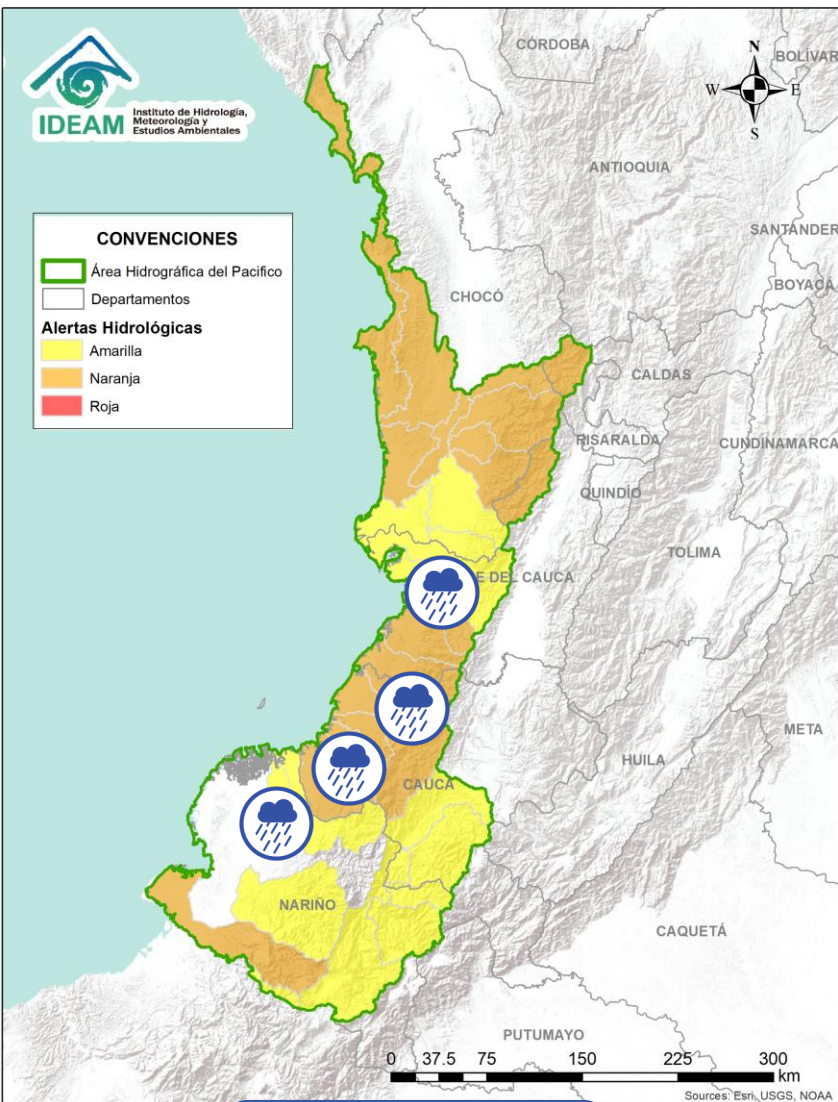 IDEAM
Instituto de Hidrología,
Meteorología y
Estudios Ambientales
CÓRDOBA
BOLÍVAR
N
W E
S
ANTIOQUIA
SANTANDER
BOYACÁ
CONVENCIONES
Área Hidrográfica del Pacifico
Departamentos
Alertas Hidrológicas
Amarilla
Naranja
Roja
CHOCÓ
CALDAS
RISARALDA
CUNDINAMARCA
QUINDÍO
TOLIMA
E DEL CAUCA
META
HUILA
CAUCA
NARIÑO
CAQUETÁ
PUTUMAYO
0 37.5 75 150 225 300
km
Sources: Esri, USGS, NOAA